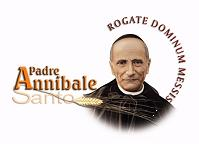 ROGATE DOMINUM MESSIS
Padre
Annibale
Santo